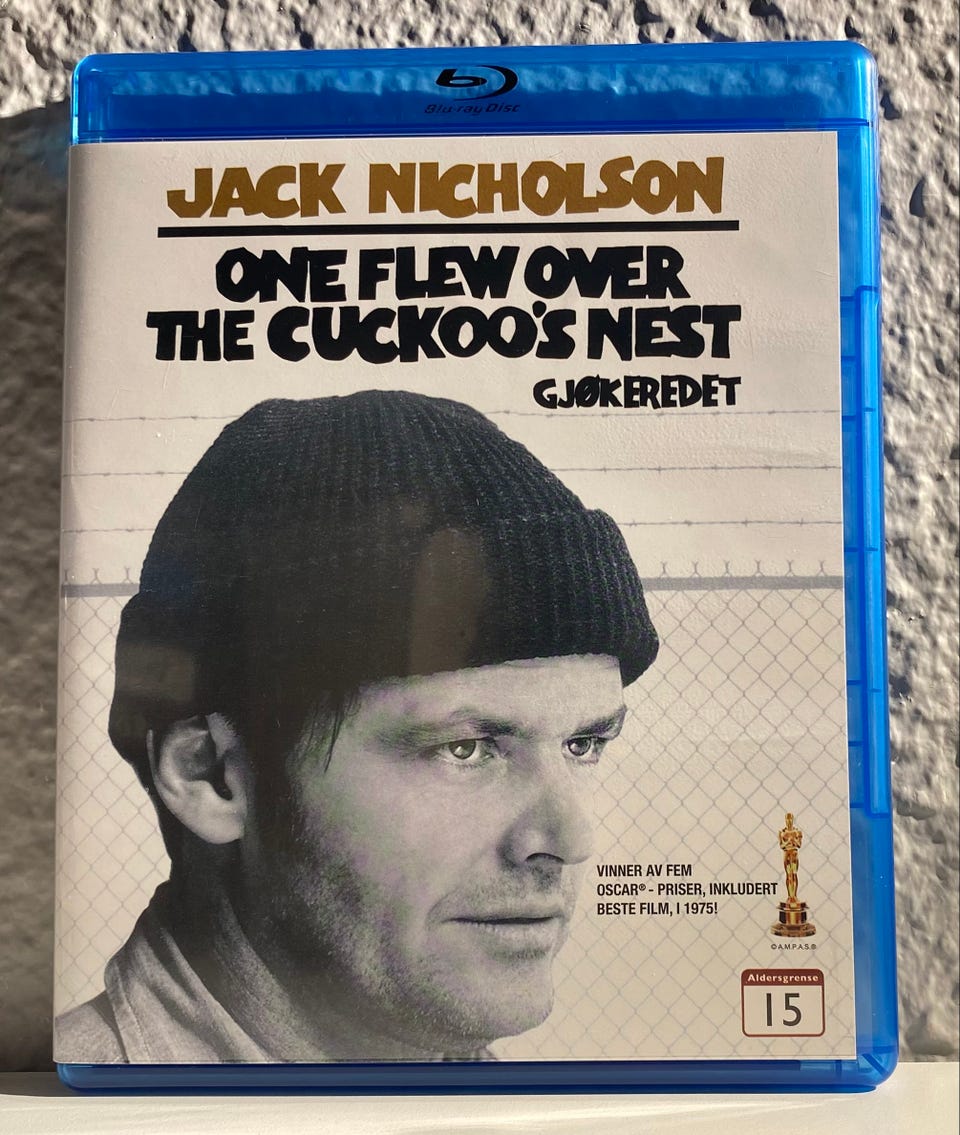 Blu-ray Disc
JACK NICHOLSON
ONE FLEW OVER
THE CUCKOO'S NEST
GJØKEREDET
VINNER AV FEM
OSCAR® - PRISER, INKLUDERT
BESTE FILM, I 1975!
©A.M.P.A.S.®
Aldersgrense
15